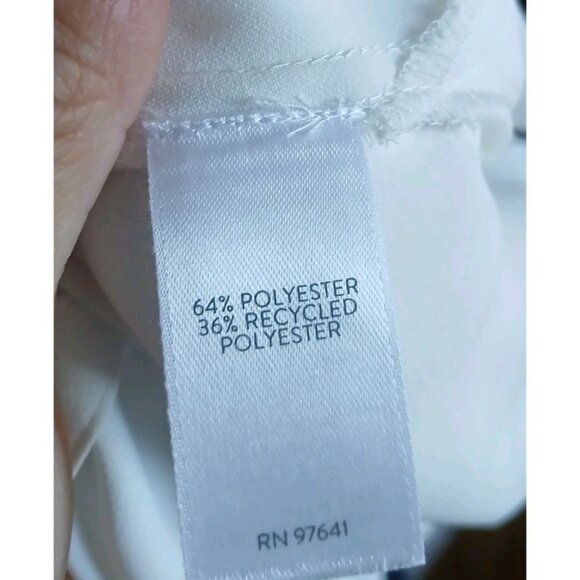 64% POLYESTER
36% RECYCLED
POLYESTER
RN 97641